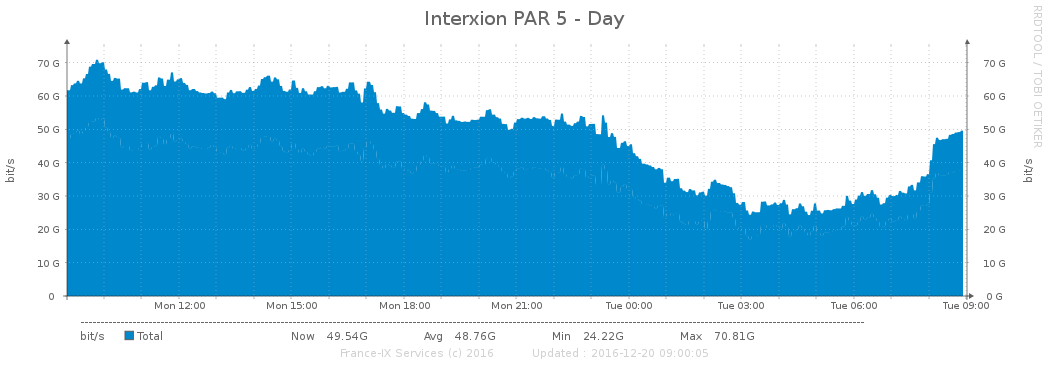 Interxion PAR 5 - Day
RRDTOOL / TOBI OETIKER
bit/s
70 G 70 G
60 G 60 G
50 G 50 G
40 G 40 G
30 G 30 G
20 G 20 G
10 G 10 G
0 0 G
bit/s
Mon 12:00 Mon 15:00 Mon 18:00 Mon 21:00 Tue 00:00 Tue 03:00 Tue 06:00 Tue 09:00
bit/s Total Now 49.54G Avg 48.76G Min 24.22G Max 70.81G
France-IX Services (c) 2016 Updated : 2016-12-20 09:00:05